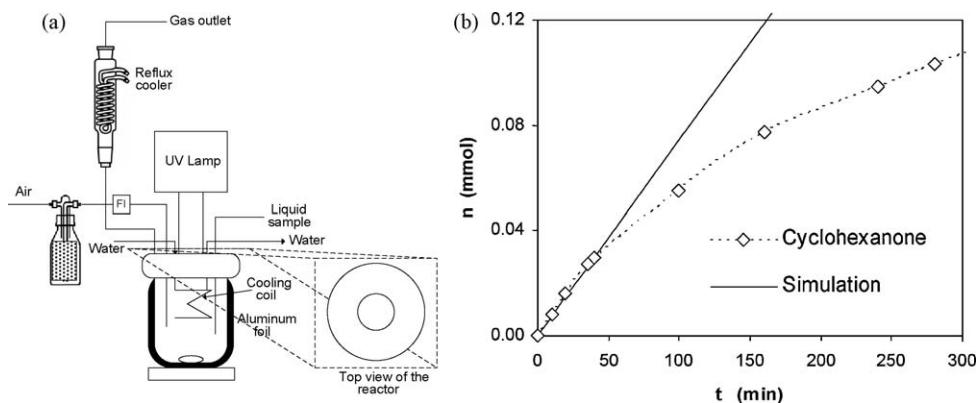 (a)
Gas outlet
Reflux
cooler
UV Lamp
Air
FI
Liquid
sample
Water
Water
Cooling
coil
Aluminum
foil
Top view of the
reactor
(b)
0.12
0.08
0.04
0.00
n (mmol)
Cyclohexanone
Simulation
0
50
100
150
200
250
300
t (min)